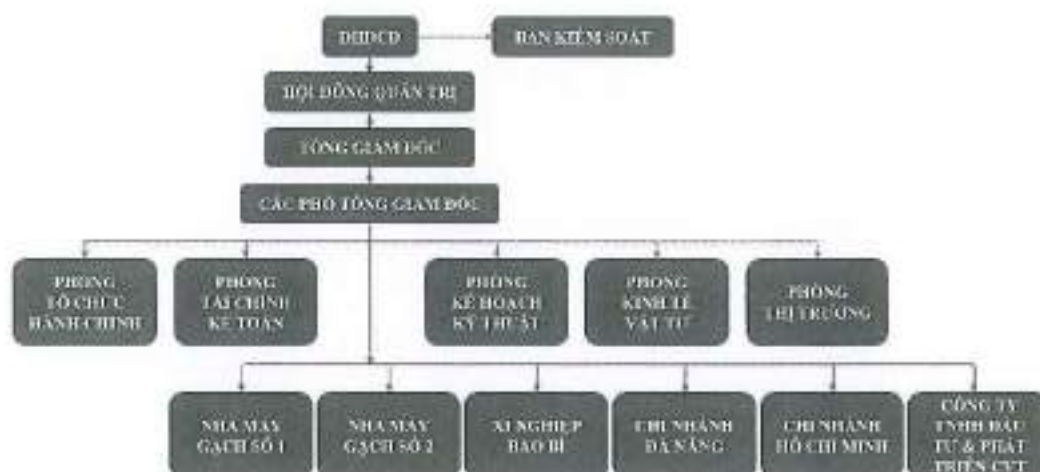 ĐHĐCĐ
BAN KIỂM SOÁT
HỘI ĐỒNG QUẢN TRỊ
TỔNG GIÁM ĐỐC
CÁC PHÓ TỔNG GIÁM ĐỐC
PHÒNG
TỔ CHỨC
HÀNH CHÍNH
PHÒNG
TÀI CHÍNH
KẾ TOÁN
PHÒNG
KẾ HOẠCH
KỸ THUẬT
PHÒNG
KINH TẾ
VẬT TƯ
PHÒNG
THỊ TRƯỜNG
NHÀ MÁY
GẠCH SỐ 1
NHÀ MÁY
GẠCH SỐ 2
XÍ NGHIỆP
BAO BÌ
CHI NHÁNH
ĐÀ NẴNG
CHI NHÁNH
HỒ CHÍ MINH
CÔNG TY
TNHH ĐẦU
TƯ & PHÁT
TRIỂN CVT